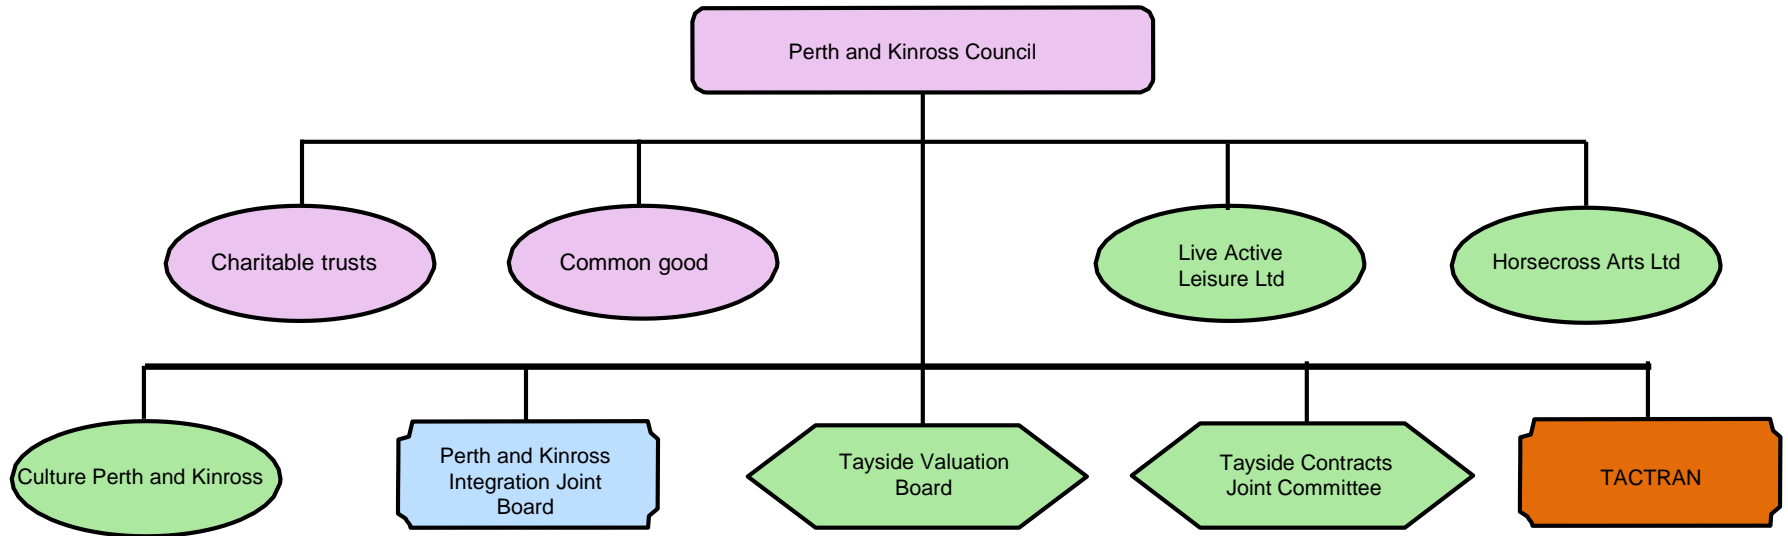 Perth and Kinross Council
Charitable trusts
Common good
Live Active
Leisure Ltd
Horsecross Arts Ltd
Culture Perth and Kinross
Perth and Kinross
Integration Joint
Board
Tayside Valuation
Board
Tayside Contracts
Joint Committee
TACTRAN